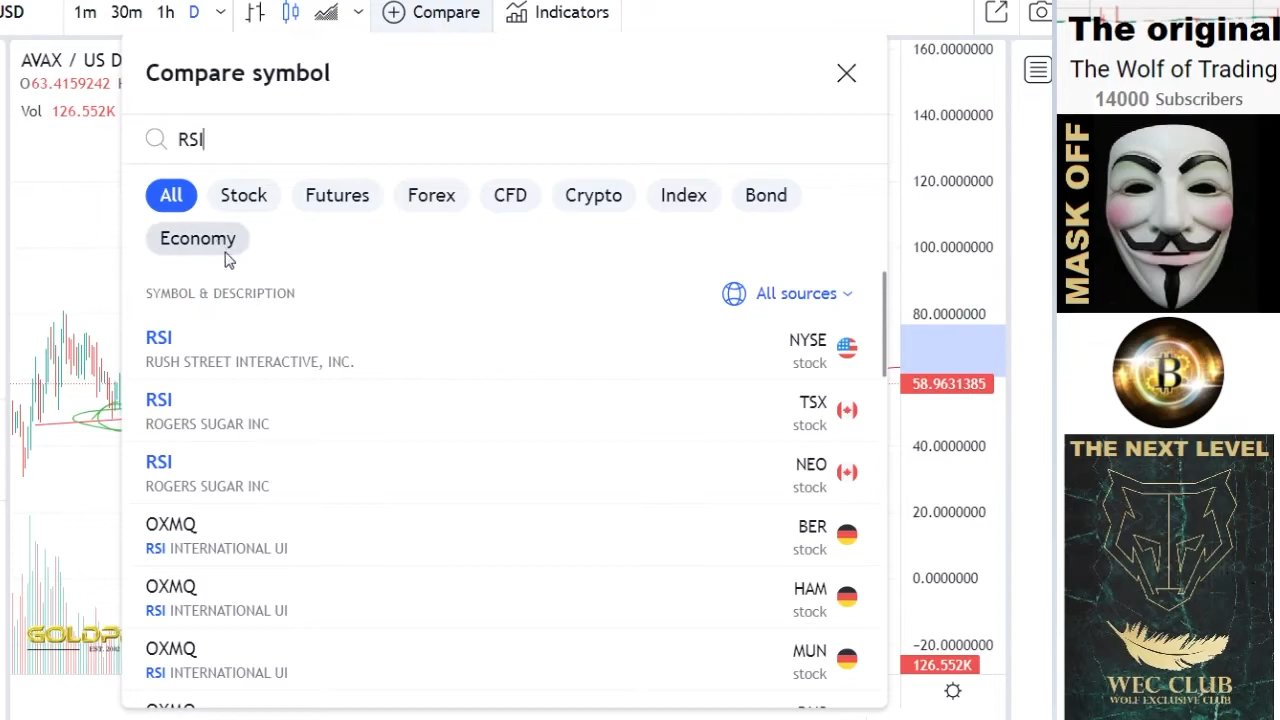 SD
1m 30m 1h D
Compare
Indicators
AVAX / US D
O63.4159242
Vol 126.552K
Compare symbol
RSI
All Stock Futures Forex CFD Crypto Index Bond
Economy
SYMBOL & DESCRIPTION
All sources
RSI
RUSH STREET INTERACTIVE, INC.
NYSE
stock
RSI
ROGERS SUGAR INC
TSX
stock
RSI
ROGERS SUGAR INC
NEO
stock
OXMQ
RSI INTERNATIONAL UI
BER
stock
OXMQ
RSI INTERNATIONAL UI
HAM
stock
OXMQ
RSI INTERNATIONAL UI
MUN
stock
160.0000000
140.0000000
120.0000000
100.0000000
80.0000000
58.9631385
40.0000000
20.0000000
0.0000000
−20.0000000
126.552K
EST. 2002
The original
The Wolf of Trading
14000 Subscribers
MASK OFF
B
THE NEXT LEVEL
WEC CLUB
WOLF EXCLUSIVE CLUB